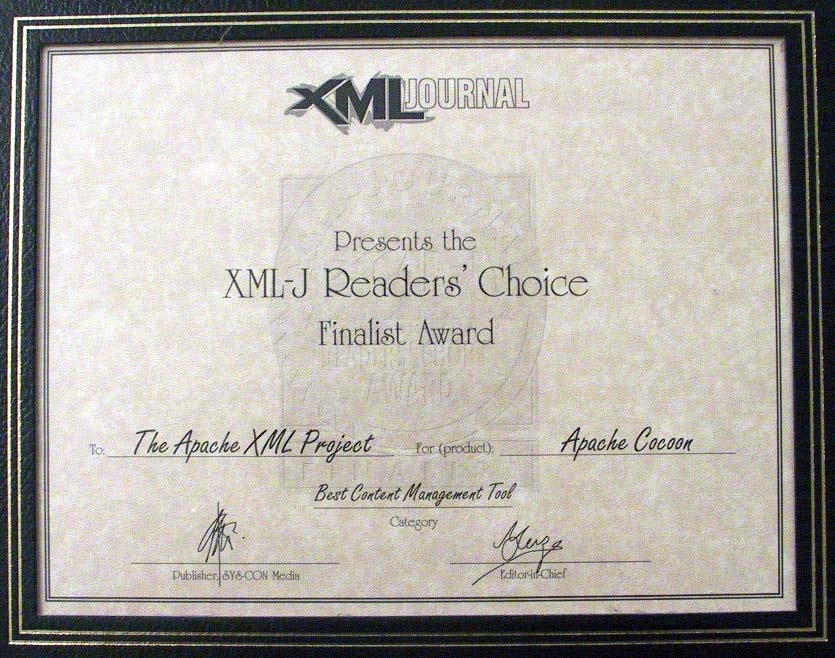 XML JOURNAL
Presents the
XML-J Readers' Choice
Finalist Award
To: The Apache XML Project For (product): Apache Cocoon
Best Content Management Tool
Category
Publisher, SYS-CON Media
Editor-in-Chief